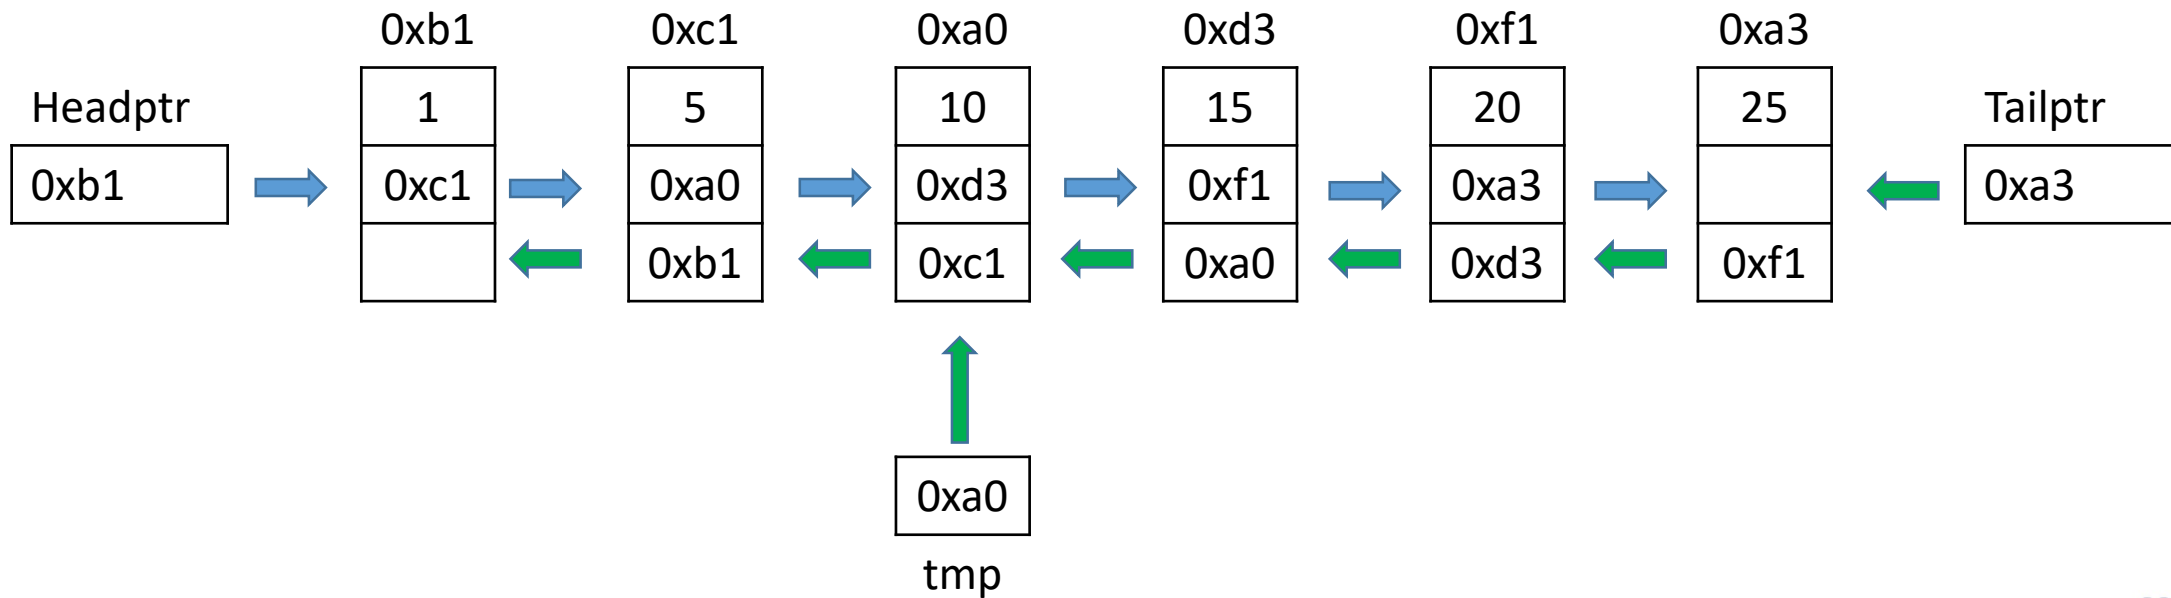 0xb1 0xc1 0xa0 0xd3 0xf1 0xa3
Headptr 1 5 10 15 20 25 Tailptr
0xb1 0xc1 0xa0 0xd3 0xf1 0xa3 0xa3
0xb1 0xc1 0xa0 0xd3 0xf1
0xa0
tmp